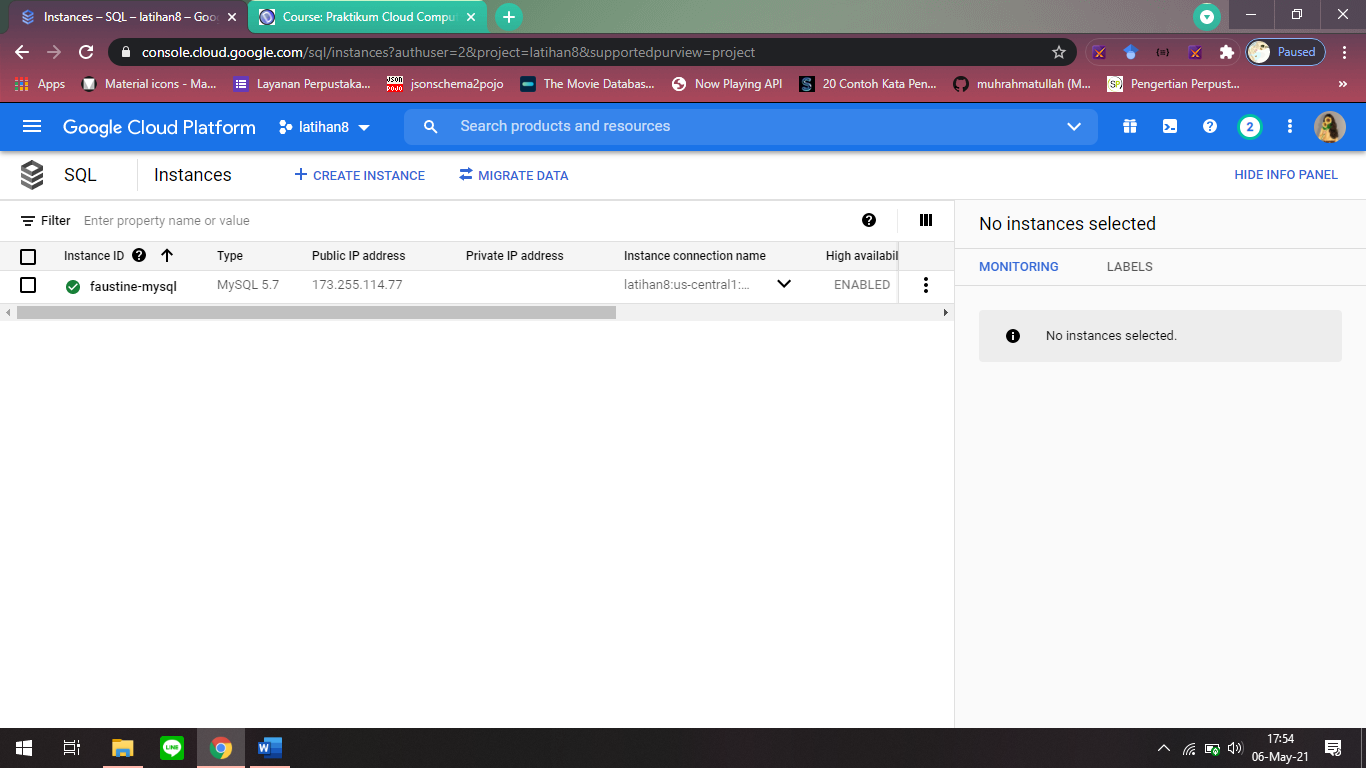 Instances – SQL – latihan8 – Goo
Course: Praktikum Cloud Comput
console.cloud.google.com/sql/instances?authuser=2&project=latihan8&supportedpurview=project
Paused
Apps
Material icons - Ma...
Layanan Perpustaka...
JSON POJO
jsonschema2pojo
The Movie Databas...
Now Playing API
20 Contoh Kata Pen...
muhrahmatullah (M...
Pengertian Perpust...
»
Google Cloud Platform
latihan8
Search products and resources
2
SQL
Instances
CREATE INSTANCE
MIGRATE DATA
HIDE INFO PANEL
Filter Enter property name or value
Instance ID Type Public IP address Private IP address Instance connection name High availabil
faustine-mysql MySQL 5.7 173.255.114.77 latihan8:us-central1:... ENABLED
No instances selected
MONITORING LABELS
No instances selected.
LINE
W
17:54
06-May-21